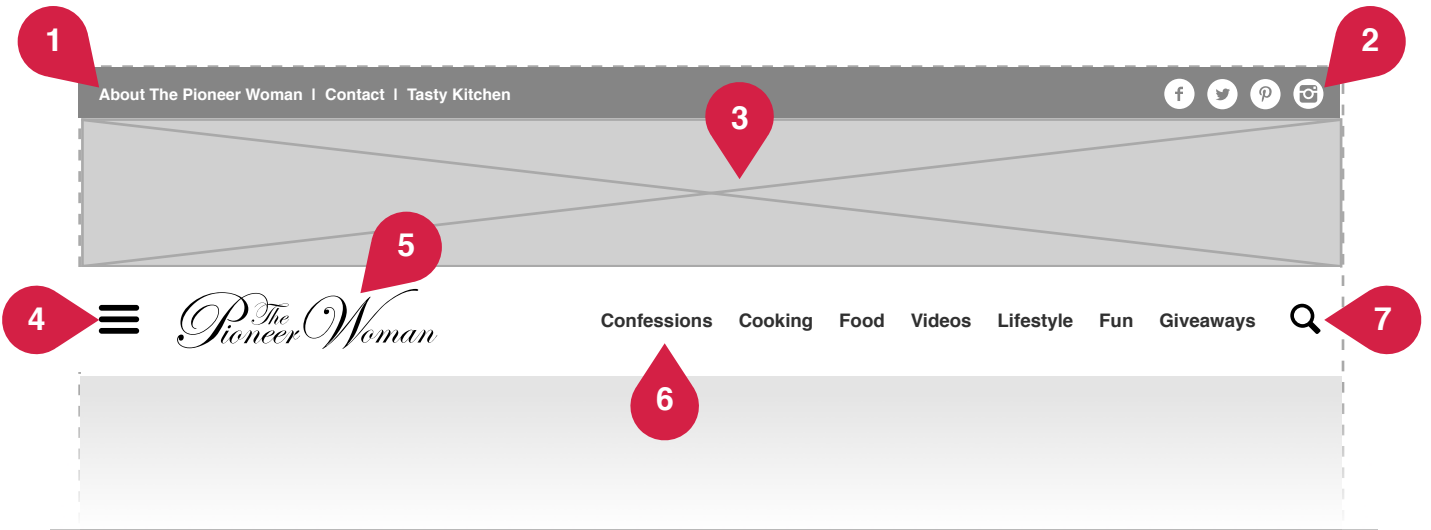 1
2
About The Pioneer Woman | Contact | Tasty Kitchen
3
5
4
The Pioneer Woman
Confessions Cooking Food Videos Lifestyle Fun Giveaways
7
6